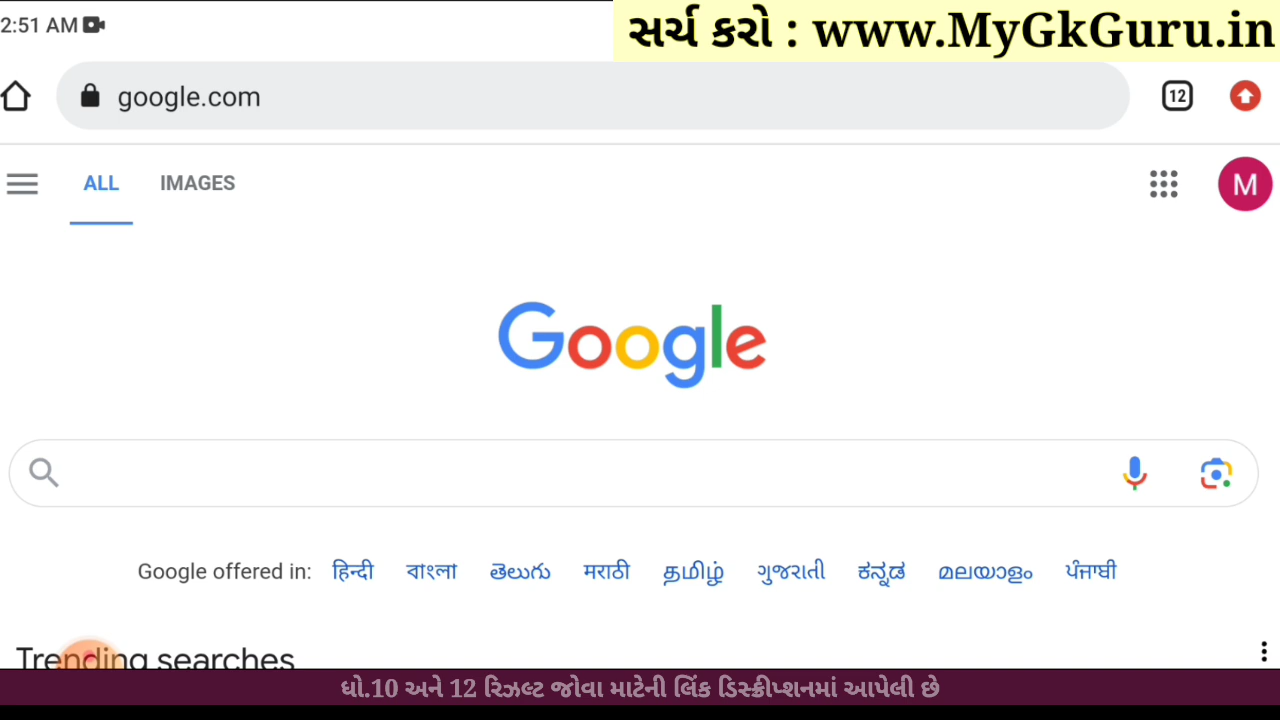 2:51 AM
સર્ચ કરો : www.MyGkGuru.in
google.com
12
ALL IMAGES
M
Google
Google offered in: हिन्दी বাংলা తెలుగు मराठी தமிழ் ગુજરાતી ಕನ್ನಡ മലയാളം ਪੰਜਾਬੀ
Trending searches
ધો.10 અને 12 રિઝલ્ટ જોવા માટેની લિંક ડિસ્ક્રીપ્શનમાં આપેલી છે